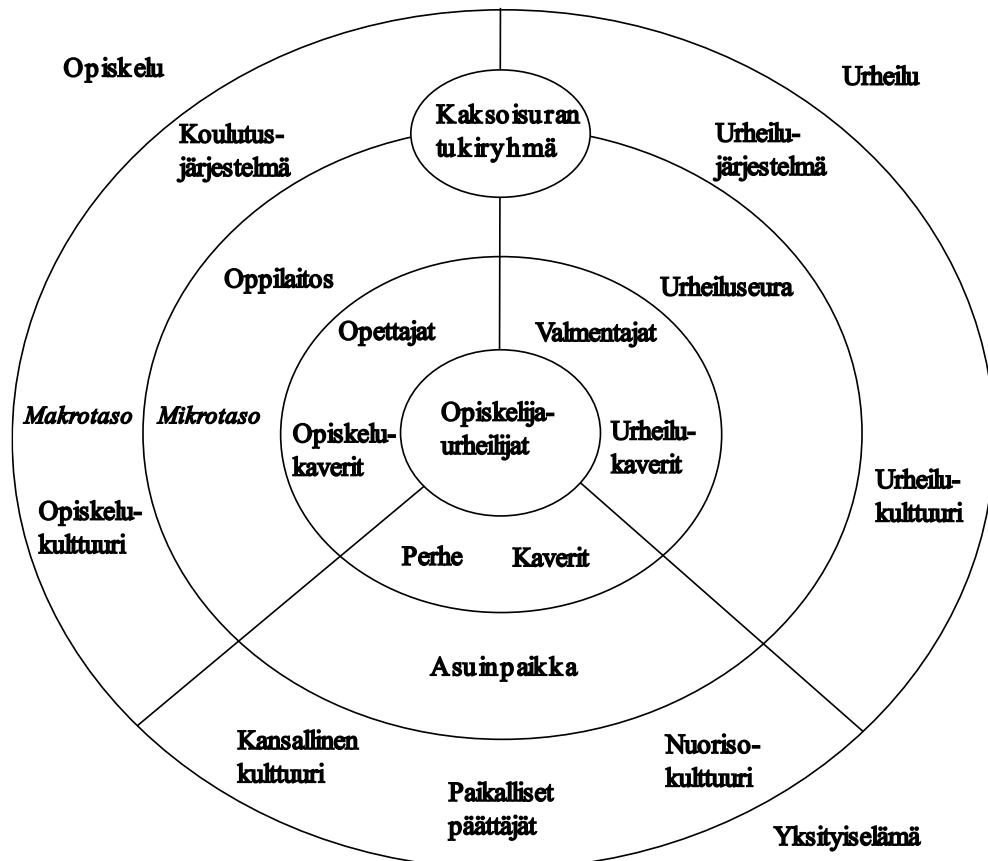 Opiskelu
Urheilu
Kaksoisuran
tukiryhmä
Koulutus-
järjestelmä
Urheilu-
järjestelmä
Oppilaitos
Urheiluseura
Opettajat
Valmentajat
Makrotaso
Mikrotaso
Opiskelu-
kaverit
Opiskelija-
urheilijat
Urheilu-
kaverit
Opiskelu-
kulttuuri
Urheilu-
kulttuuri
Perhe
Kaverit
Asuinpaikka
Kansallinen
kulttuuri
Nuoriso-
kulttuuri
Paikalliset
päättäjät
Yksityiselämä